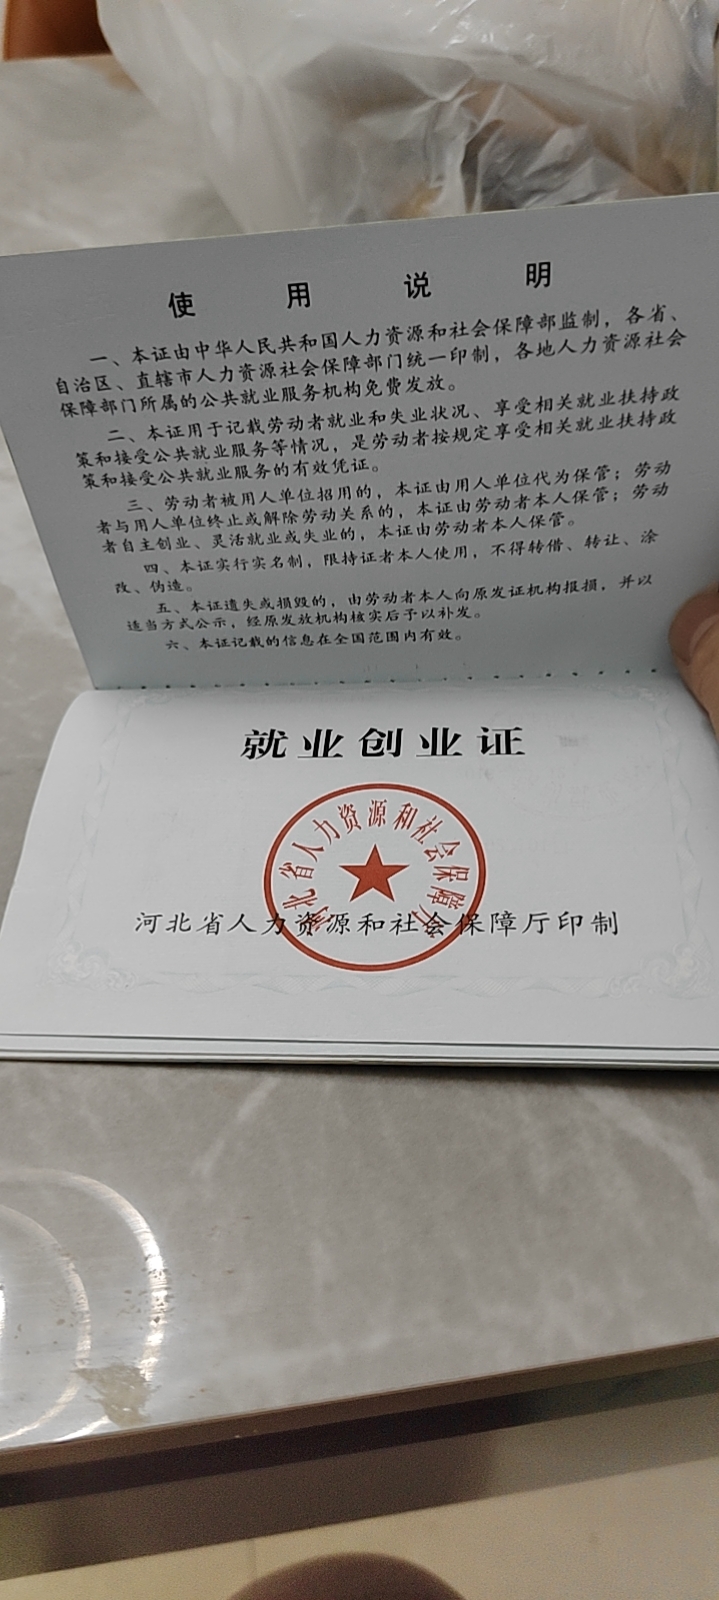 使用说明
一、本证由中华人民共和国人力资源和社会保障部监制，各省、
自治区、直辖市人力资源社会保障部门统一印制，各地人力资源社会
保障部门所属的公共就业服务机构免费发放。
二、本证用于记载劳动者就业和失业状况、享受相关就业扶持政
策和接受公共就业服务等情况，是劳动者按规定享受相关就业扶持政
策和接受公共就业服务的有效凭证。
三、劳动者被用人单位招用的，本证由用人单位代为保管；劳动
者与用人单位终止或解除劳动关系的，本证由劳动者本人保管；劳动
者自主创业、灵活就业或失业的，本证由劳动者本人保管。
四、本证实行实名制，限持证者本人使用，不得转借、转让、涂
改、伪造。
五、本证遗失或损毁的，由劳动者本人向原发证机构报损，并以
适当方式公示，经原发放机构核实后予以补发。
六、本证记载的信息在全国范围内有效。
就业创业证
河北省人力资源和社会保障厅
河北省人力资源和社会保障厅印制